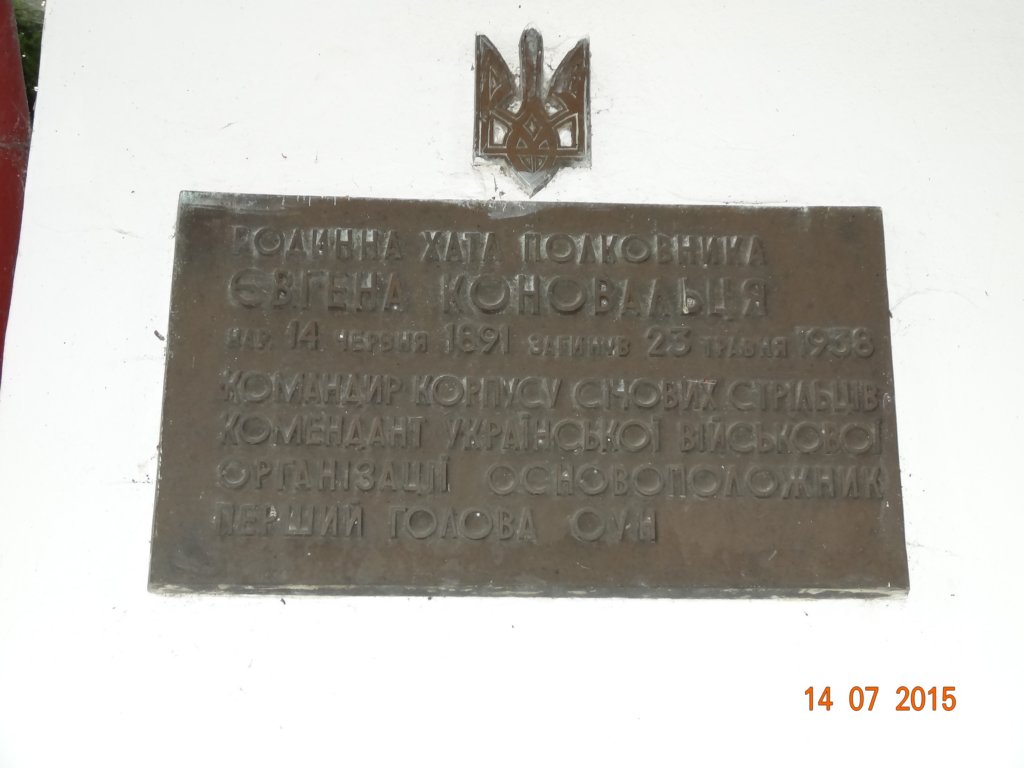 РОДИННА ХАТА ПОЛКОВНИКА
ЄВГЕНА КОНОВАЛЬЦЯ
НАР. 14 ЧЕРВНЯ 1891 ЗАГИНУВ 23 ТРАВНЯ 1938
КОМАНДИР КОРПУСУ СІЧОВИХ СТРІЛЬЦІВ
КОМЕНДАНТ УКРАЇНСЬКОЇ ВІЙСЬКОВОЇ
ОРГАНІЗАЦІЇ ОСНОВОПОЛОЖНИК
ПЕРШИЙ ГОЛОВА ОУН
14 07 2015